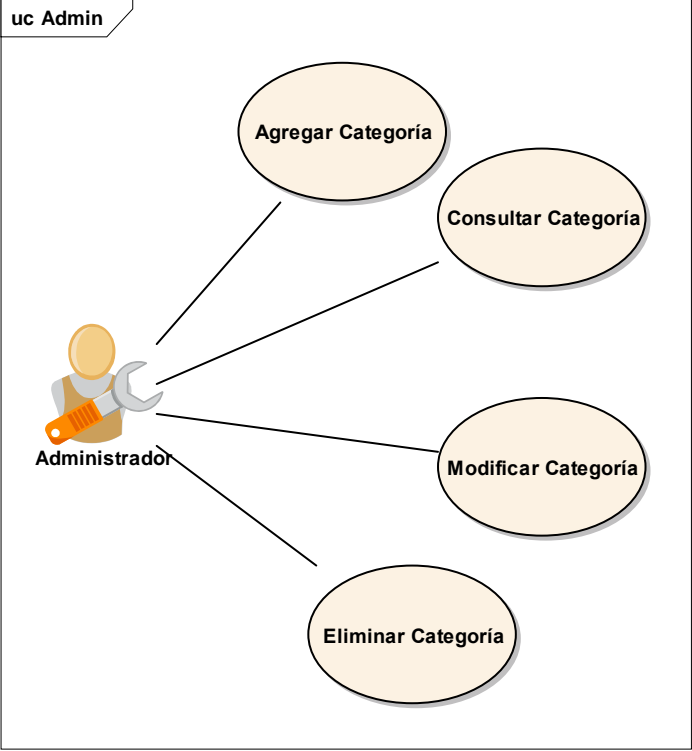 uc Admin
Agregar Categoría
Consultar Categoría
Administrador
Modificar Categoría
Eliminar Categoría